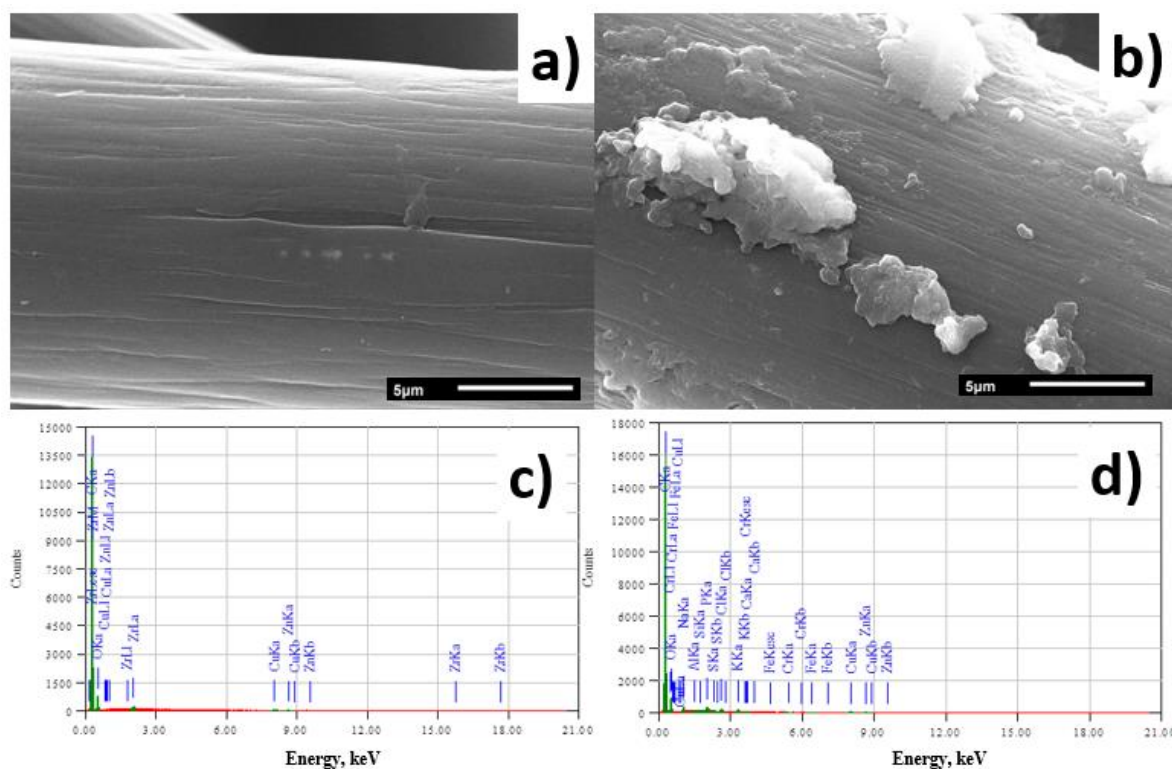 a)
b)
5μm
5μm
c)
15000
13500
12000
10500
9000
7500
6000
4500
3000
1500
0
0.00 3.00 6.00 9.00 12.00 15.00 18.00 21.00
Counts
Energy, keV
CKa
OKa
CuLl
CuLa
ZnLl
ZnLa
ZnLb
ZrM
ZrLl
ZrLa
CuKa
ZnKa
CuKb
ZnKb
ZrKa
ZrKb
d)
18000
16000
14000
12000
10000
8000
6000
4000
2000
0
0.00 3.00 6.00 9.00 12.00 15.00 18.00 21.00
Counts
Energy, keV
CKa
OKa
CrLl
CrLa
FeLl
FeLa
CuLl
NaKa
AlKa
SiKa
PKa
SKa
SKb
ClKa
ClKb
KKa
KKb
CaKa
CrKesc
CaKb
FeKesc
CrKa
CrKb
FeKa
FeKb
CuKa
ZnKa
CuKb
ZnKb